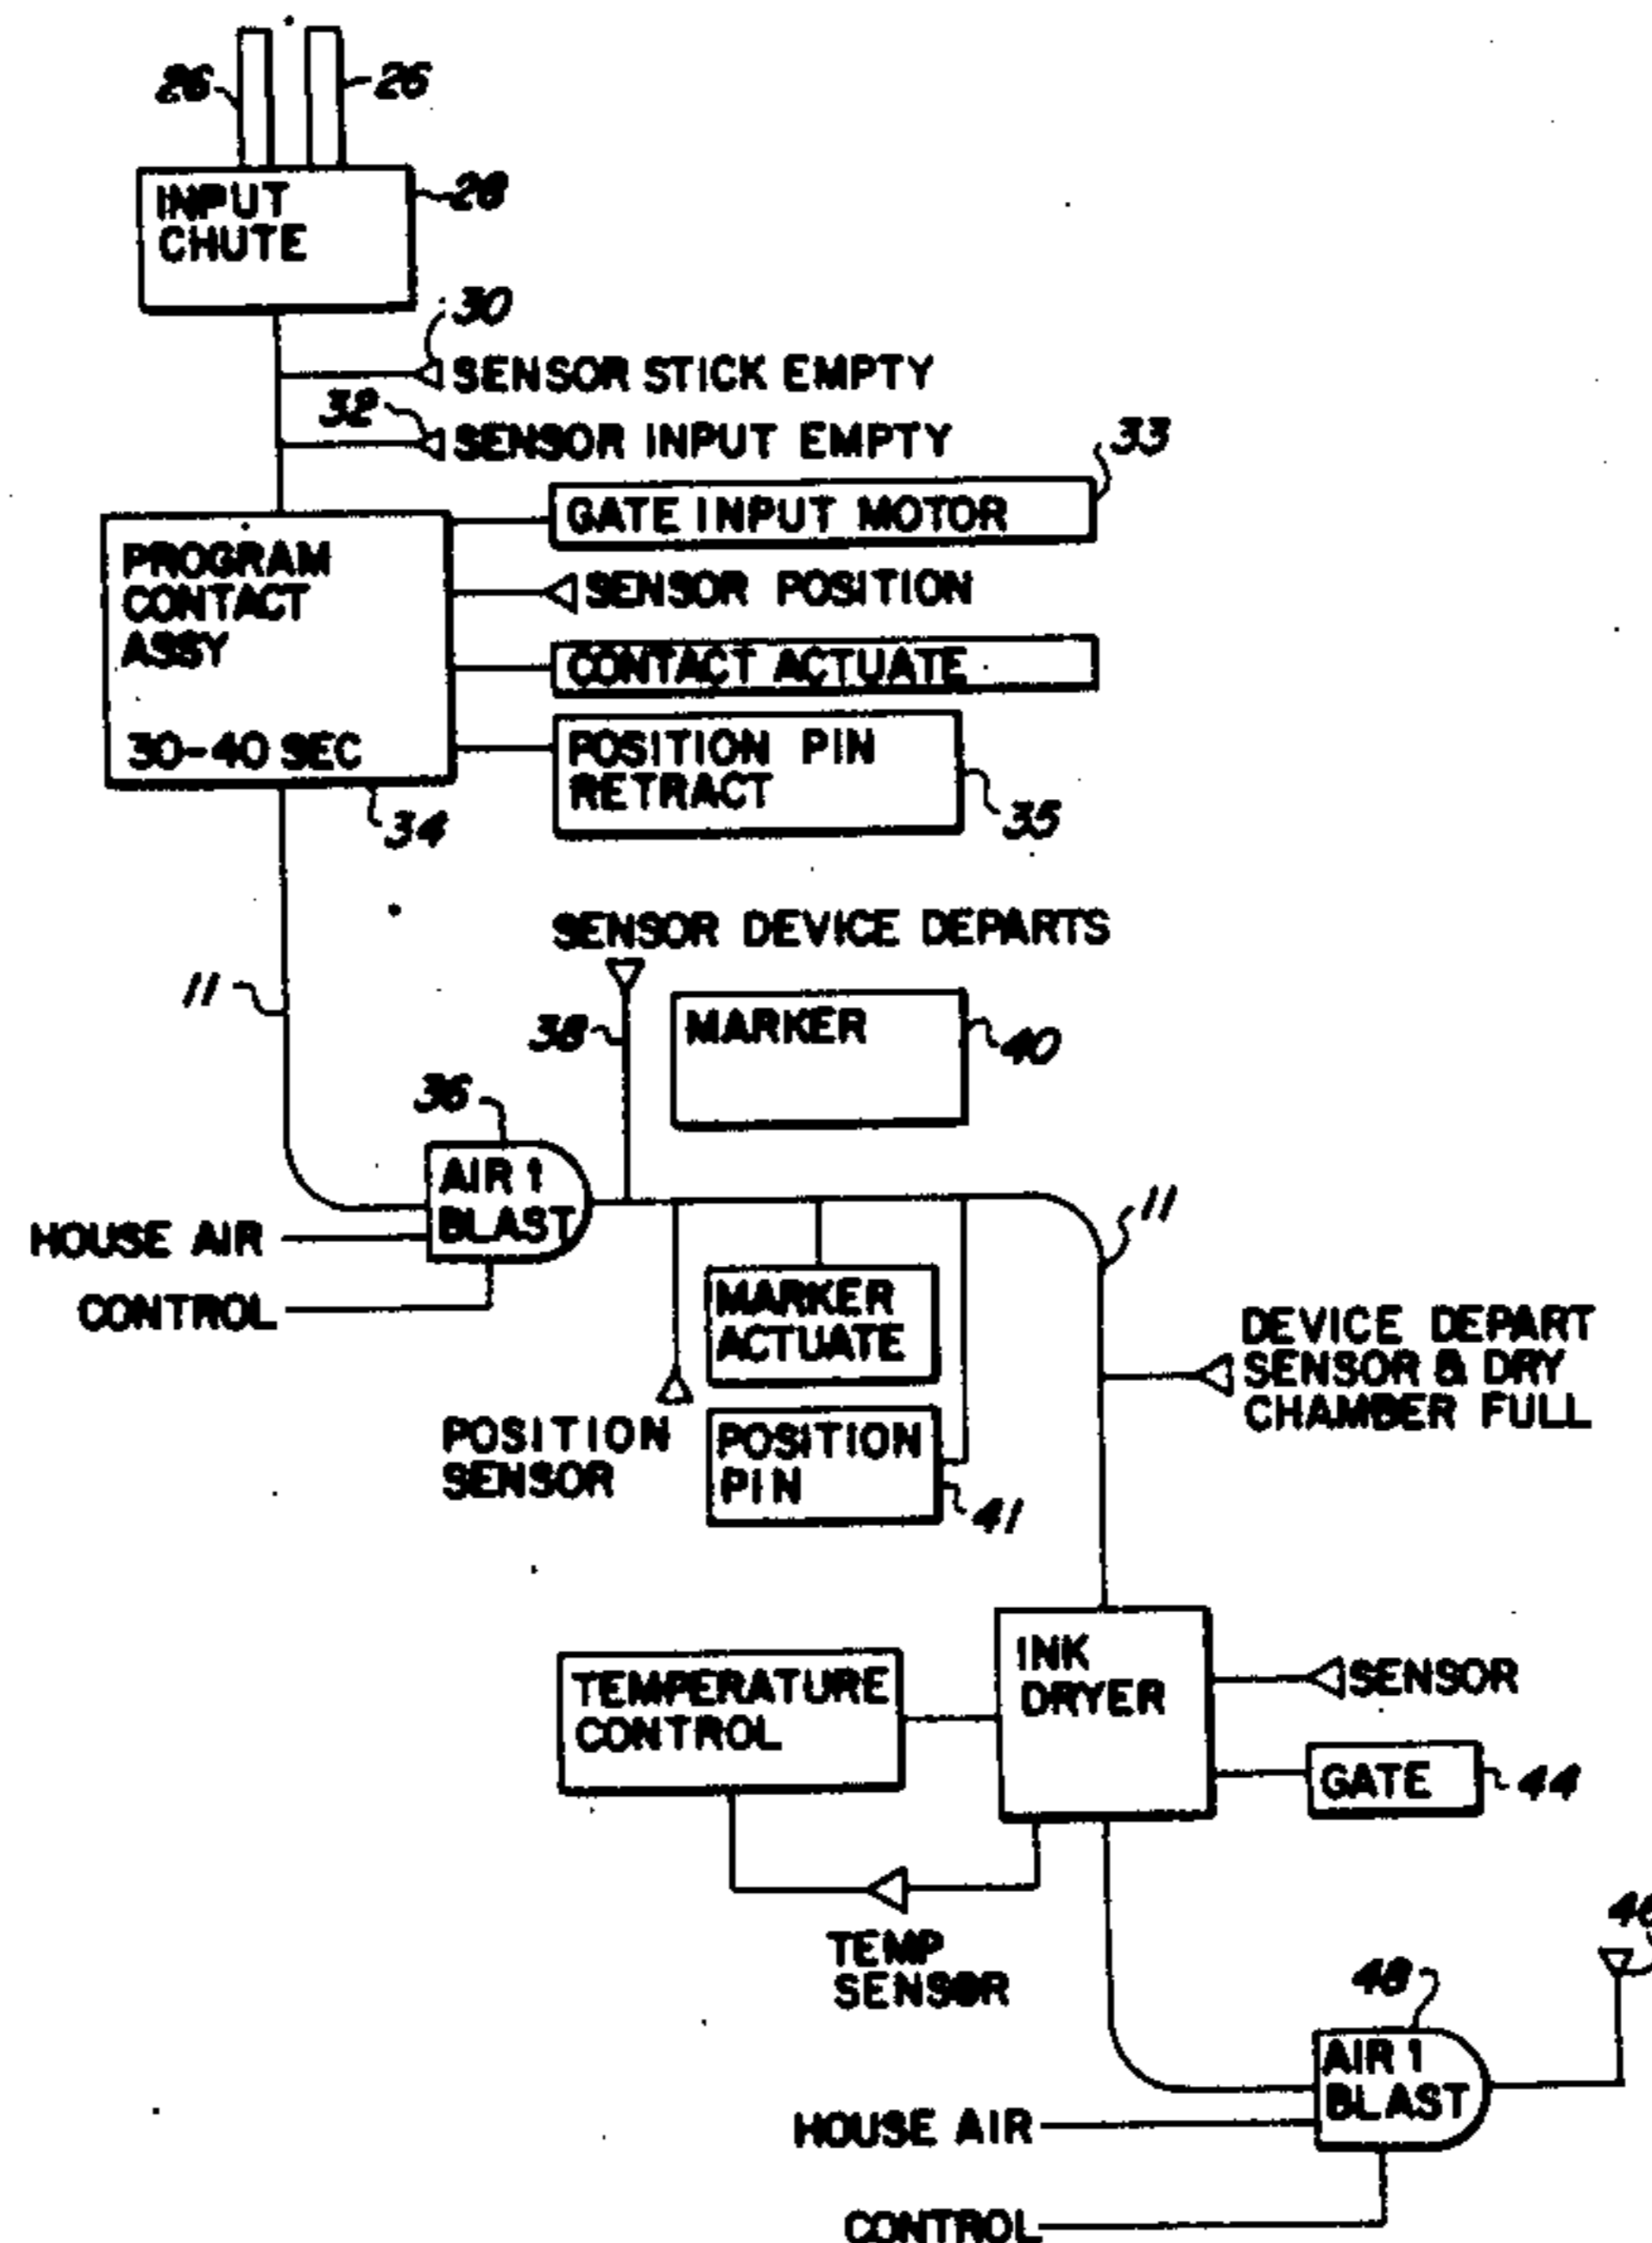 26
26
INPUT
CHUTE
28
30
SENSOR STICK EMPTY
32
SENSOR INPUT EMPTY
33
GATE INPUT MOTOR
PROGRAM
CONTACT
ASSY
30-40 SEC
34
SENSOR POSITION
CONTACT ACTUATE
POSITION PIN
RETRACT
35
SENSOR DEVICE DEPARTS
11
38
MARKER
40
36
AIR 1
BLAST
HOUSE AIR
CONTROL
11
MARKER
ACTUATE
DEVICE DEPART
SENSOR & DRY
CHAMBER FULL
POSITION
SENSOR
POSITION
PIN
41
INK
DRYER
TEMPERATURE
CONTROL
SENSOR
GATE
44
TEMP
SENSOR
48
AIR 1
BLAST
HOUSE AIR
CONTROL